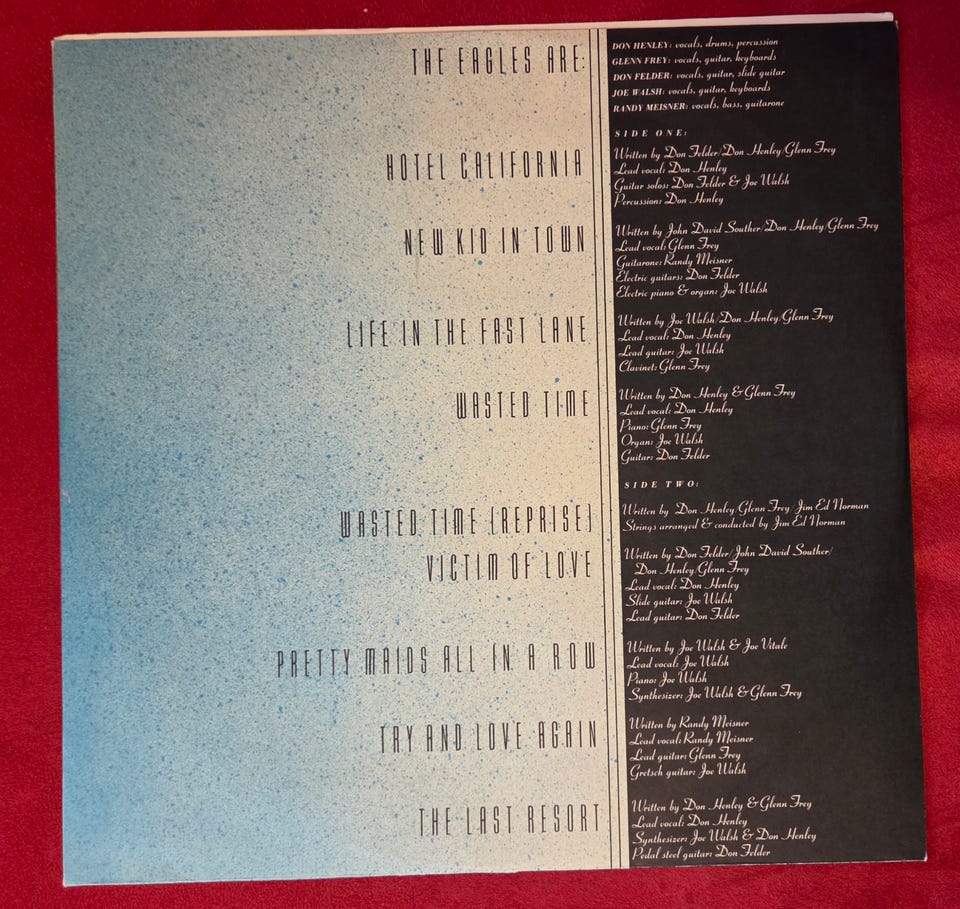 THE EAGLES ARE:
DON HENLEY: vocals, drums, percussion
GLENN FREY: vocals, guitar, keyboards
DON FELDER: vocals, guitar, slide guitar
JOE WALSH: vocals, guitar, keyboards
RANDY MEISNER: vocals, bass, guitarone
SIDE ONE:
HOTEL CALIFORNIA
Written by Don Felder/Don Henley/Glenn Frey
Lead vocal: Don Henley
Guitar solos: Don Felder & Joe Walsh
Percussion: Don Henley
NEW KID IN TOWN
Written by John David Souther/Don Henley/Glenn Frey
Lead vocal: Glenn Frey
Guitarone: Randy Meisner
Electric guitars: Don Felder
Electric piano & organ: Joe Walsh
LIFE IN THE FAST LANE
Written by Joe Walsh/Don Henley/Glenn Frey
Lead vocal: Don Henley
Lead guitar: Joe Walsh
Clavinet: Glenn Frey
WASTED TIME
Written by Don Henley & Glenn Frey
Lead vocal: Don Henley
Piano: Glenn Frey
Organ: Joe Walsh
Guitar: Don Felder
SIDE TWO:
WASTED TIME (REPRISE)
Written by Don Henley/Glenn Frey/Jim Ed Norman
Strings arranged & conducted by Jim Ed Norman
VICTIM OF LOVE
Written by Don Felder/John David Souther/
Don Henley/Glenn Frey
Lead vocal: Don Henley
Slide guitar: Joe Walsh
Lead guitar: Don Felder
PRETTY MAIDS ALL IN A ROW
Written by Joe Walsh & Joe Vitale
Lead vocal: Joe Walsh
Piano: Joe Walsh
Synthesizer: Joe Walsh & Glenn Frey
TRY AND LOVE AGAIN
Written by Randy Meisner
Lead vocal: Randy Meisner
Lead guitar: Glenn Frey
Gretsch guitar: Joe Walsh
THE LAST RESORT
Written by Don Henley & Glenn Frey
Lead vocal: Don Henley
Synthesizer: Joe Walsh & Don Henley
Pedal steel guitar: Don Felder